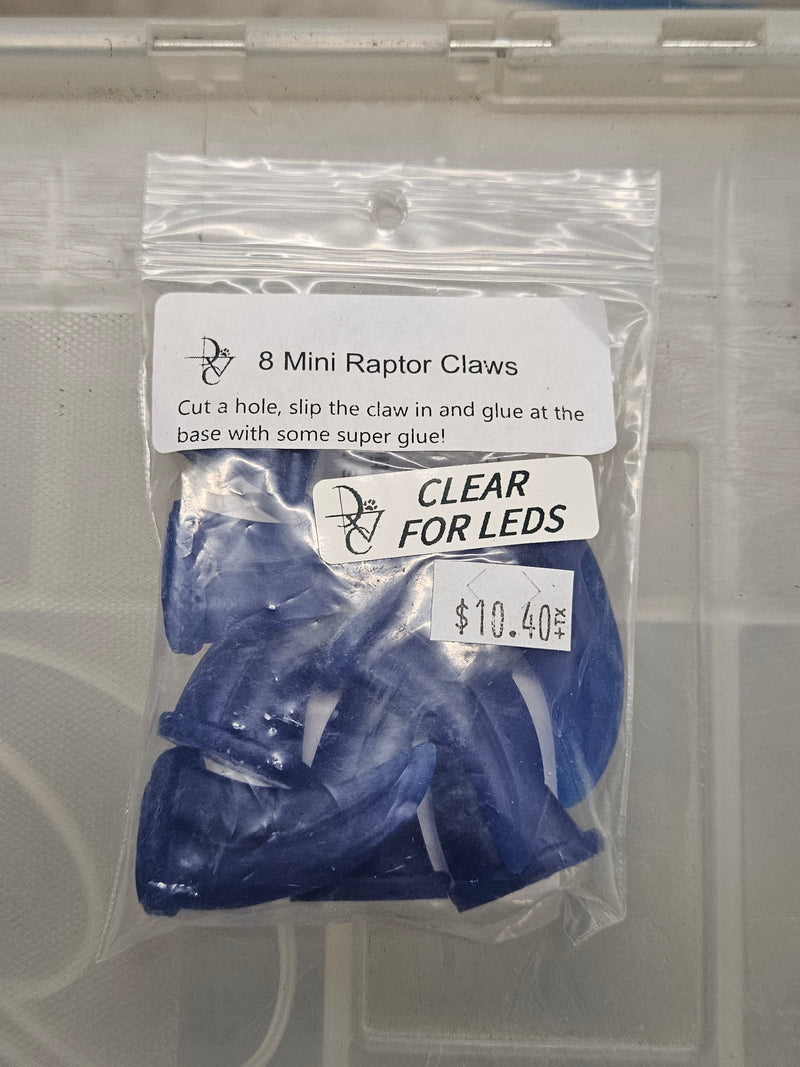 8 Mini Raptor Claws
Cut a hole, slip the claw in and glue at the
base with some super glue!
CLEAR
FOR LEDS
$10.40+TX